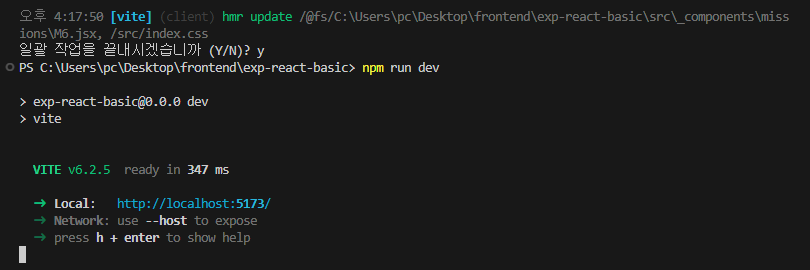 오후 4:17:50 [vite] (client) hmr update /@fs/C:\Users\pc\Desktop\frontend\exp-react-basic\src\_components\miss
ions\M6.jsx, /src/index.css
일괄 작업을 끝내시겠습니까 (Y/N)? y
PS C:\Users\pc\Desktop\frontend\exp-react-basic> npm run dev
> exp-react-basic@0.0.0 dev
> vite
VITE v6.2.5 ready in 347 ms
➜ Local: http://localhost:5173/
➜ Network: use --host to expose
➜ press h + enter to show help